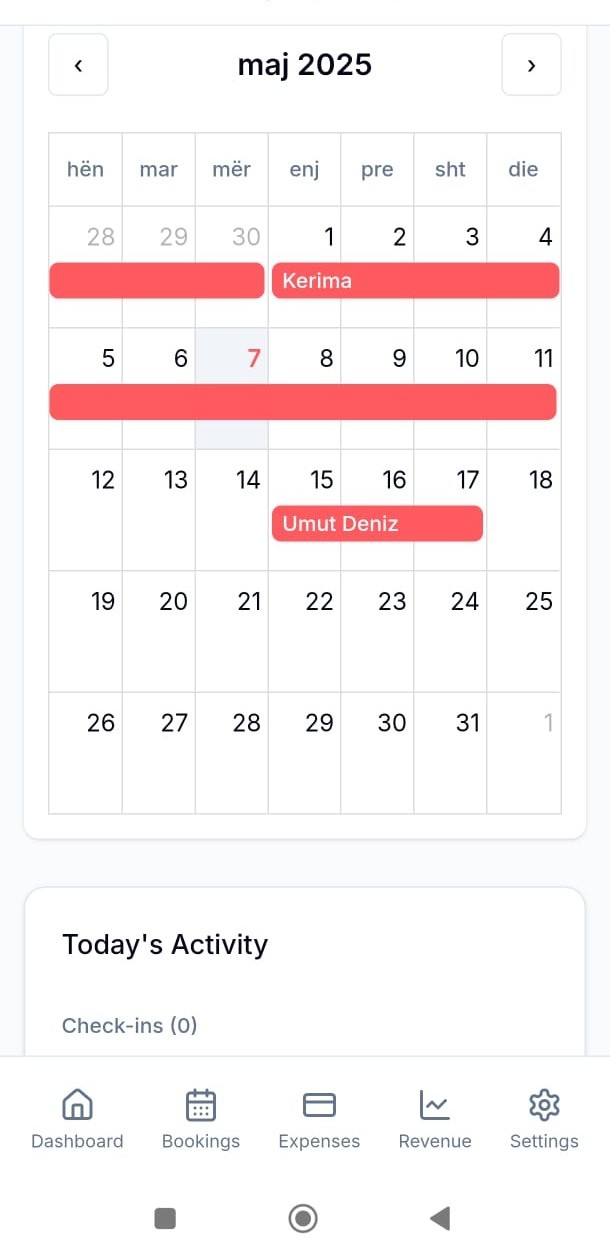 ‹ maj 2025 ›
hën mar mër enj pre sht die
28 29 30 1 2 3 4
Kerima
5 6 7 8 9 10 11
12 13 14 15 16 17 18
Umut Deniz
19 20 21 22 23 24 25
26 27 28 29 30 31 1
Today's Activity
Check-ins (0)
Dashboard Bookings Expenses Revenue Settings